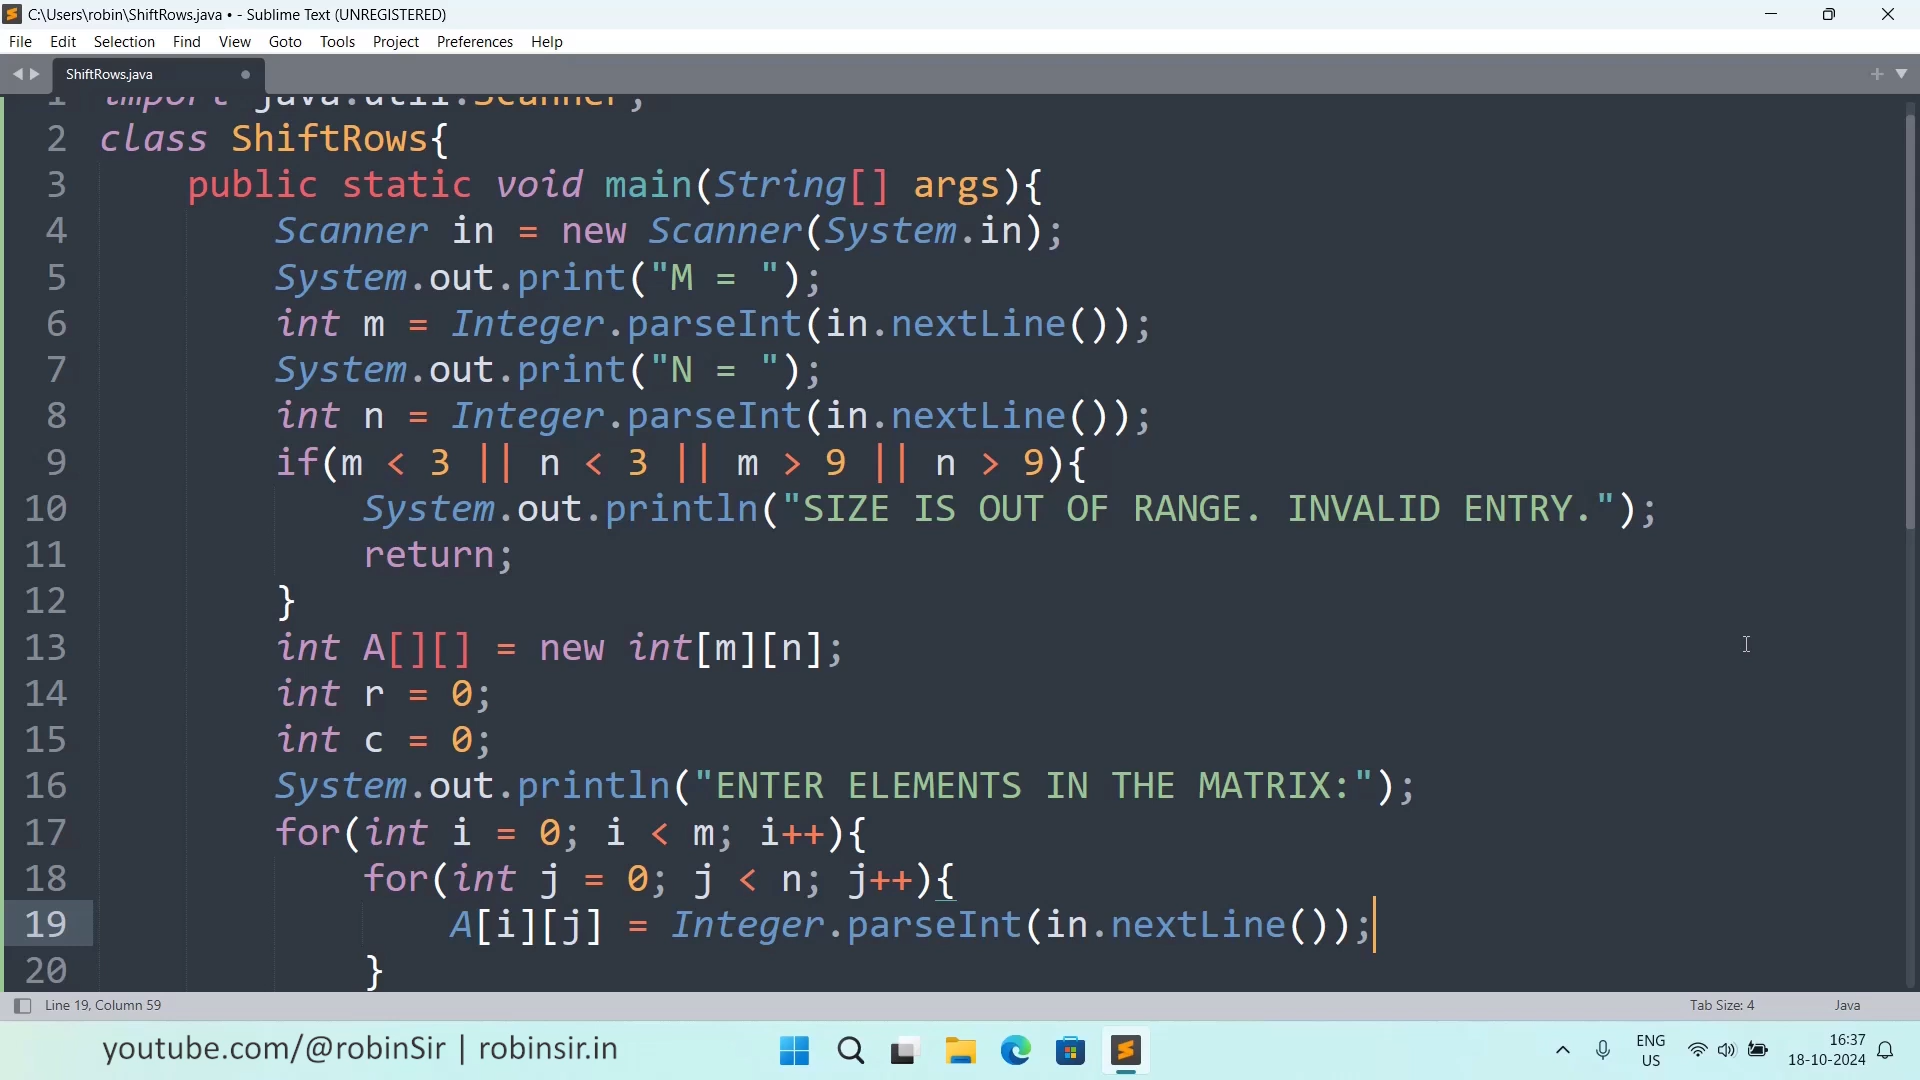 C:\Users\robin\ShiftRows.java • - Sublime Text (UNREGISTERED)
File Edit Selection Find View Goto Tools Project Preferences Help
ShiftRows.java
1 import java.util.Scanner;
2 class ShiftRows{
3 public static void main(String[] args){
4 Scanner in = new Scanner(System.in);
5 System.out.print("M = ");
6 int m = Integer.parseInt(in.nextLine());
7 System.out.print("N = ");
8 int n = Integer.parseInt(in.nextLine());
9 if(m < 3 || n < 3 || m > 9 || n > 9){
10 System.out.println("SIZE IS OUT OF RANGE. INVALID ENTRY.");
11 return;
12 }
13 int A[][] = new int[m][n];
14 int r = 0;
15 int c = 0;
16 System.out.println("ENTER ELEMENTS IN THE MATRIX:");
17 for(int i = 0; i < m; i++){
18 for(int j = 0; j < n; j++){
19 A[i][j] = Integer.parseInt(in.nextLine());
20 }
Line 19, Column 59 Tab Size: 4 Java
youtube.com/@robinSir | robinsir.in
ENG
US
16:37
18-10-2024